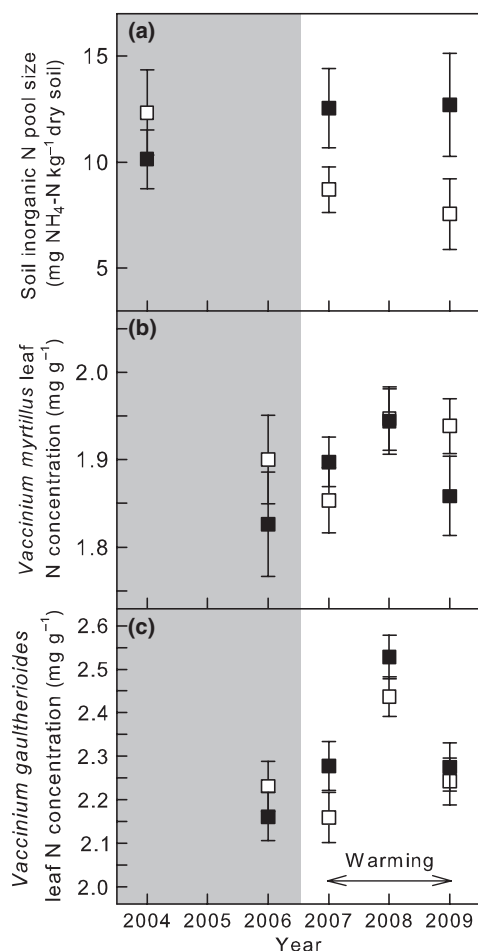 (a)
Soil inorganic N pool size
(mg NH₄-N kg⁻¹ dry soil)
15
10
5
(b)
Vaccinium myrtillus leaf
N concentration (mg g⁻¹)
2.0
1.9
1.8
(c)
Vaccinium gaultherioides
leaf N concentration (mg g⁻¹)
2.6
2.5
2.4
2.3
2.2
2.1
2.0
Warming
2004 2005 2006 2007 2008 2009
Year